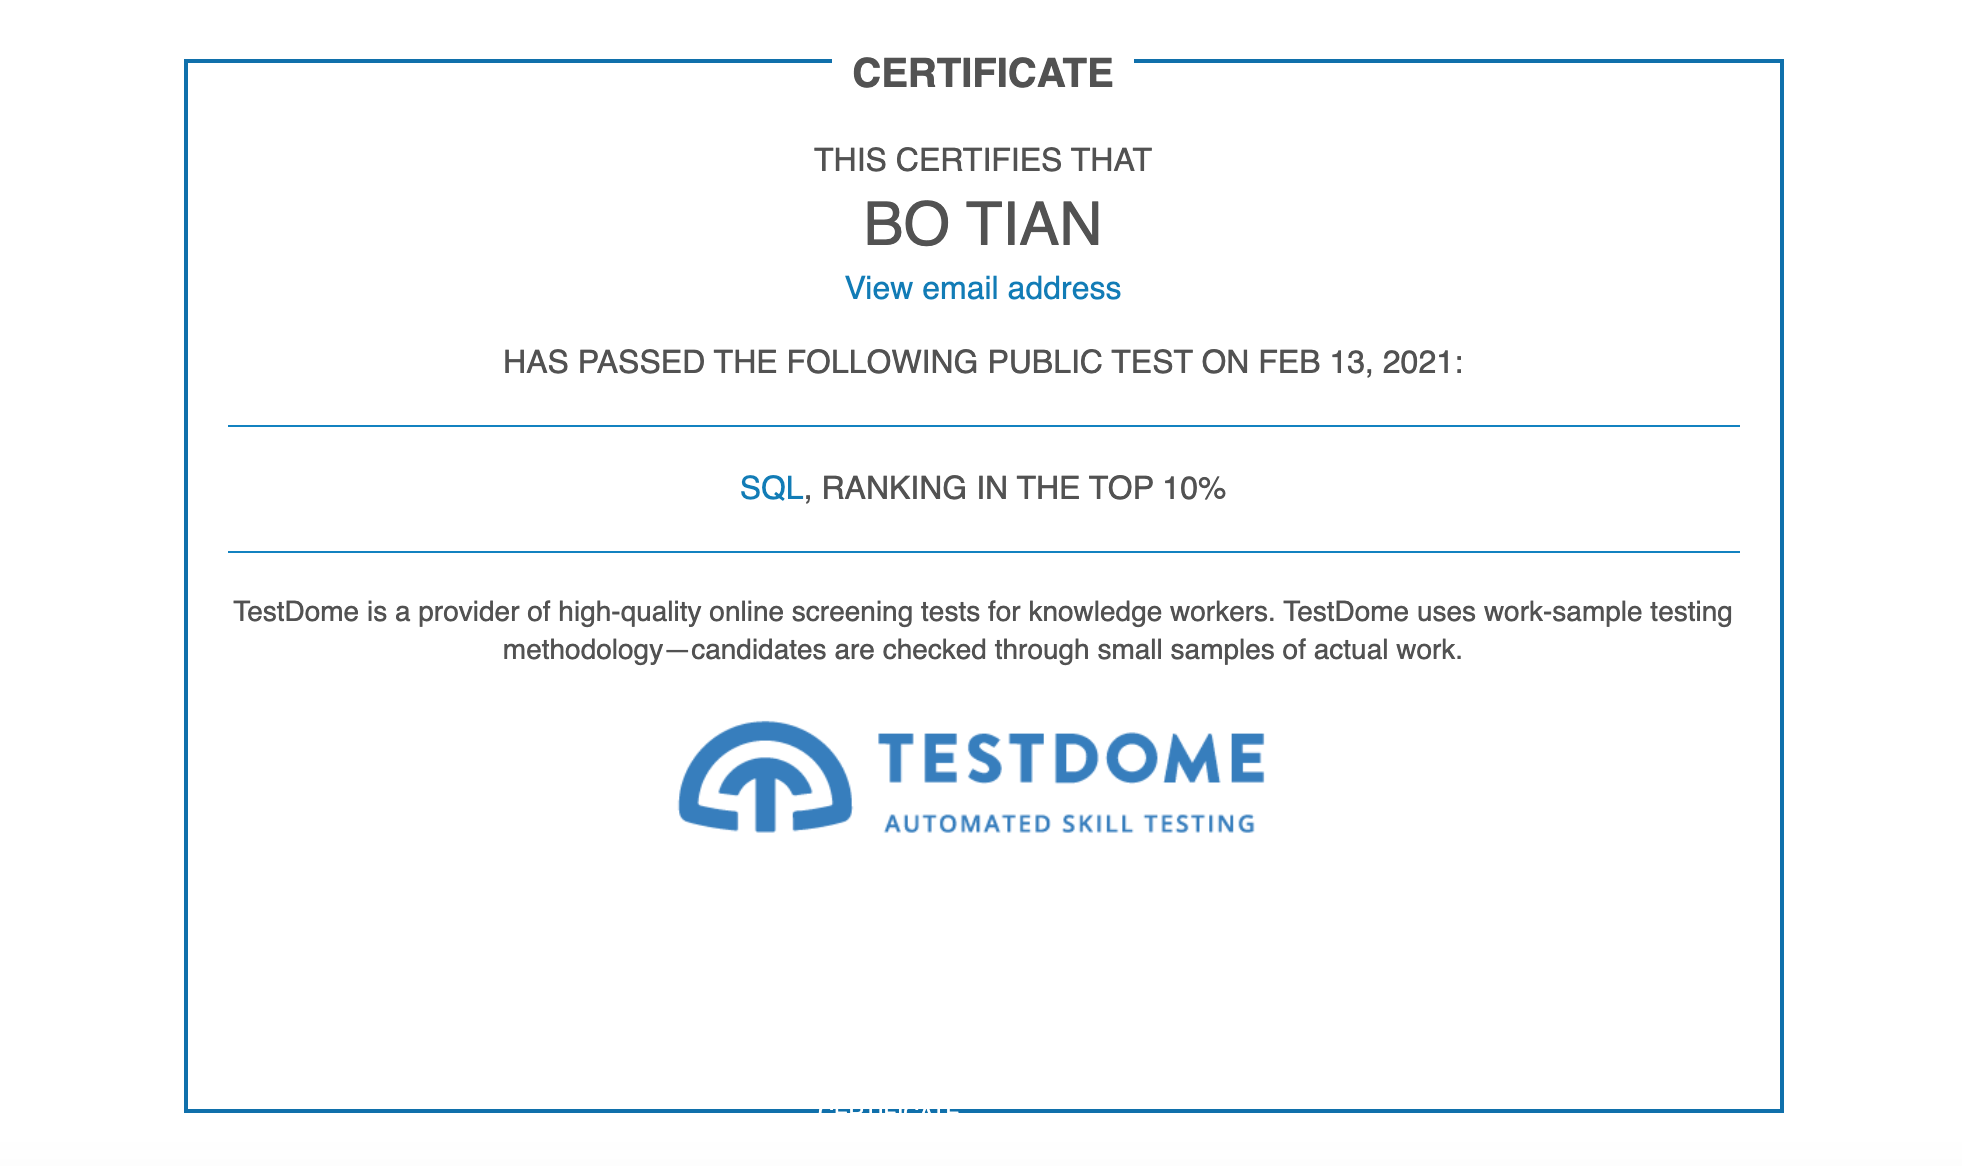 CERTIFICATE
THIS CERTIFIES THAT
BO TIAN
View email address
HAS PASSED THE FOLLOWING PUBLIC TEST ON FEB 13, 2021:
SQL, RANKING IN THE TOP 10%
TestDome is a provider of high-quality online screening tests for knowledge workers. TestDome uses work-sample testing
methodology—candidates are checked through small samples of actual work.
TESTDOME
AUTOMATED SKILL TESTING
CERTIFICATE